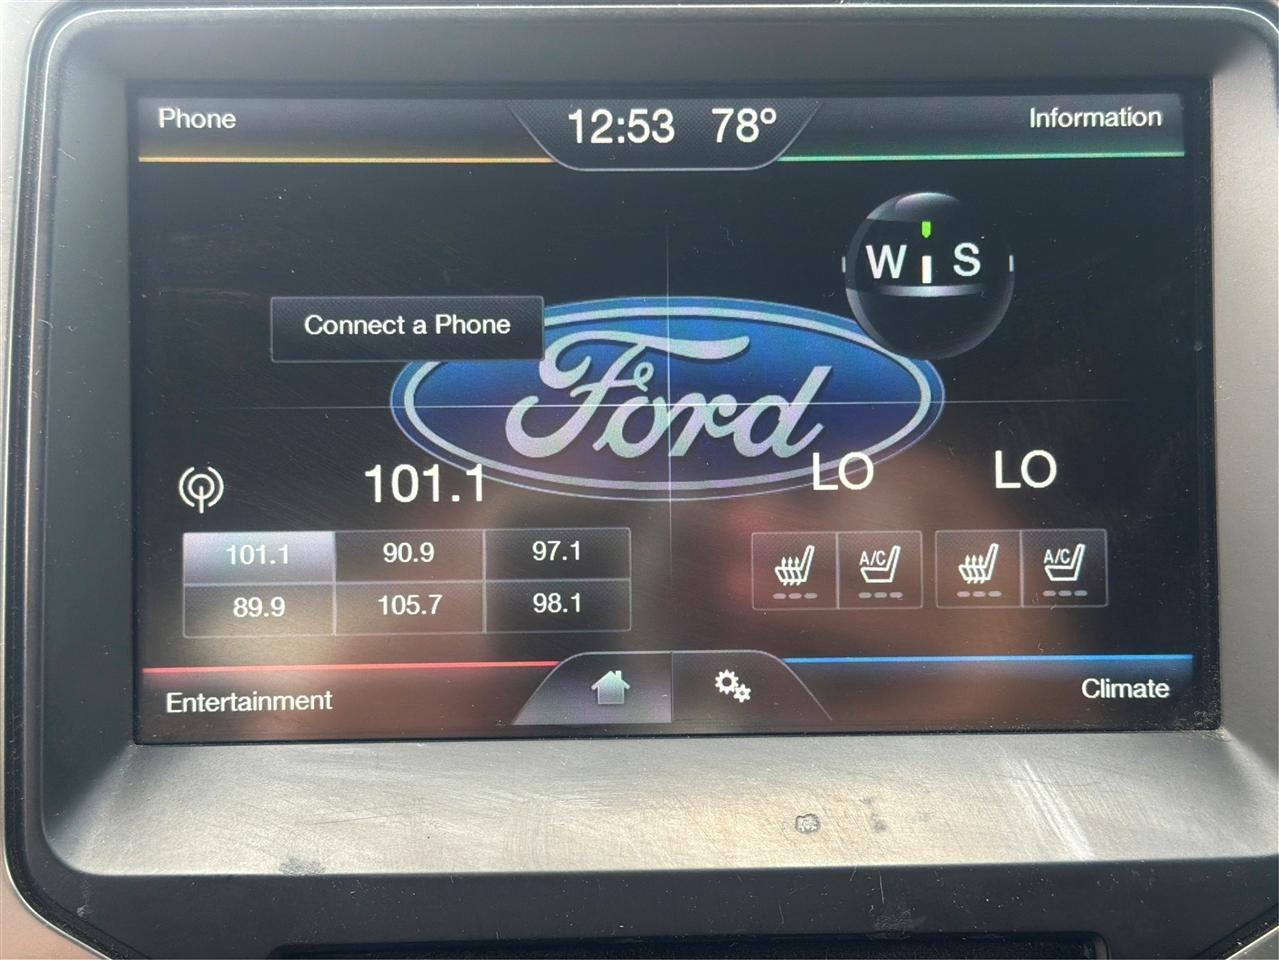 Phone
12:53 78°
Information
W S
Connect a Phone
Ford
101.1
LO LO
101.1 90.9 97.1
A/C A/C
89.9 105.7 98.1
Entertainment
Climate